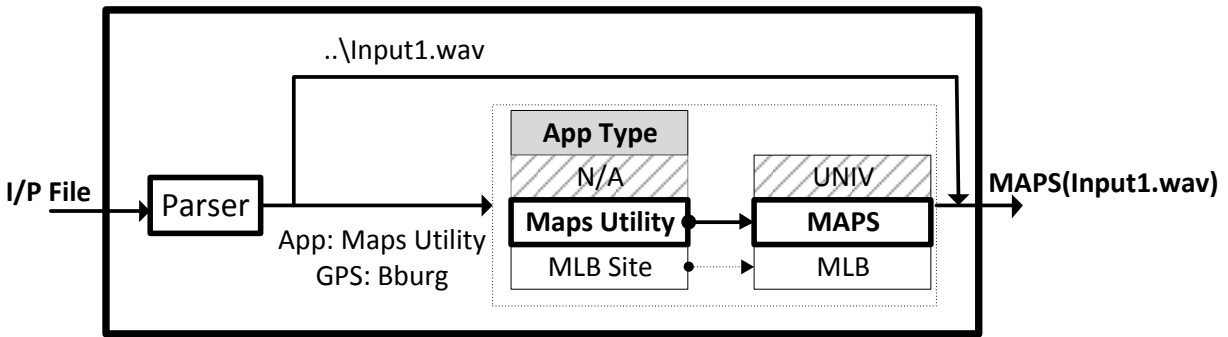 ..\Input1.wav
App Type
N/A
UNIV
I/P File
Parser
Maps Utility
MAPS
MAPS(Input1.wav)
App: Maps Utility
GPS: Bburg
MLB Site
MLB